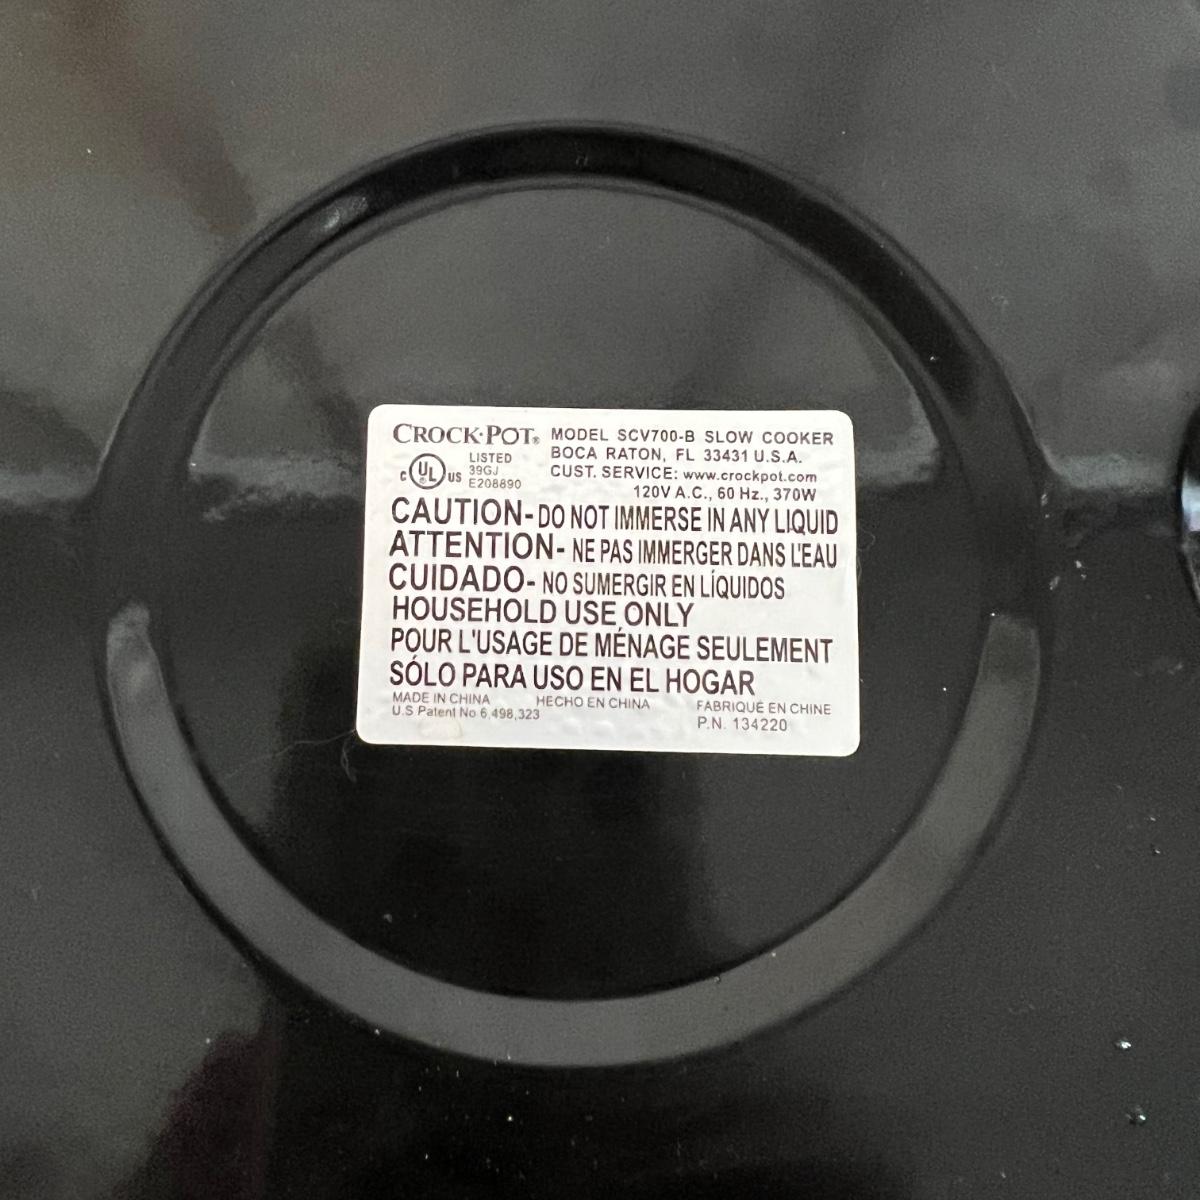 CROCK·POT® MODEL SCV700-B SLOW COOKER
BOCA RATON, FL 33431 U.S.A.
CUST. SERVICE: www.crockpot.com
120V A.C., 60 Hz., 370W
C UL US LISTED
39GJ
E208890
CAUTION- DO NOT IMMERSE IN ANY LIQUID
ATTENTION- NE PAS IMMERGER DANS L'EAU
CUIDADO- NO SUMERGIR EN LÍQUIDOS
HOUSEHOLD USE ONLY
POUR L'USAGE DE MÉNAGE SEULEMENT
SÓLO PARA USO EN EL HOGAR
MADE IN CHINA HECHO EN CHINA FABRIQUÉ EN CHINE
U.S Patent No 6,498,323 P.N. 134220